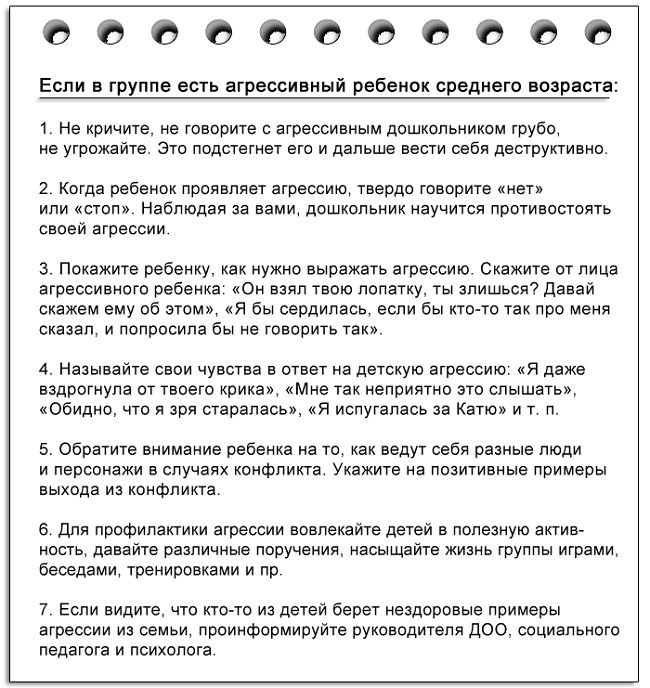 Если в группе есть агрессивный ребенок среднего возраста:
1. Не кричите, не говорите с агрессивным дошкольником грубо,
не угрожайте. Это подстегнет его и дальше вести себя деструктивно.
2. Когда ребенок проявляет агрессию, твердо говорите «нет»
или «стоп». Наблюдая за вами, дошкольник научится противостоять
своей агрессии.
3. Покажите ребенку, как нужно выражать агрессию. Скажите от лица
агрессивного ребенка: «Он взял твою лопатку, ты злишься? Давай
скажем ему об этом», «Я бы сердилась, если бы кто-то так про меня
сказал, и попросила бы не говорить так».
4. Называйте свои чувства в ответ на детскую агрессию: «Я даже
вздрогнула от твоего крика», «Мне так неприятно это слышать»,
«Обидно, что я зря старалась», «Я испугалась за Катю» и т. п.
5. Обратите внимание ребенка на то, как ведут себя разные люди
и персонажи в случаях конфликта. Укажите на позитивные примеры
выхода из конфликта.
6. Для профилактики агрессии вовлекайте детей в полезную актив-
ность, давайте различные поручения, насыщайте жизнь группы играми,
беседами, тренировками и пр.
7. Если видите, что кто-то из детей берет нездоровые примеры
агрессии из семьи, проинформируйте руководителя ДОО, социального
педагога и психолога.